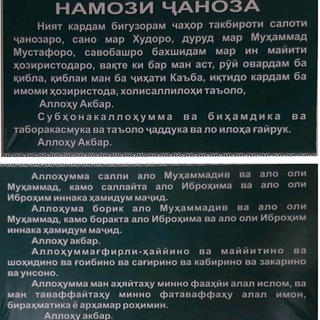 НАМОЗИ ҶАНОЗА
Ният кардам бигузорам чаҳор такбироти салоти
ҷанозаро, сано мар Худоро, дуруд мар Муҳаммад
Мустафоро, савобашро бахшидам мар ин майити
ҳозиристодаро, вақте ки бар ман аст, рӯй овардам ба
қибла, қиблаи ман ба ҷиҳати Каъба, иқтидо кардам ба
имоми ҳозиристода, холисаллилоҳи таъоло,
Аллоҳу Акбар.
Субҳонакаллоҳумма ва биҳамдика ва
таборакасмука ва таъоло ҷаддука ва ло илоҳа ғайрук.
Аллоҳу Акбар.
Аллоҳумма салли ало Муҳаммадив ва ало оли
Муҳаммад, камо саллайта ало Иброҳима ва ало оли
Иброҳим иннака ҳамидум маҷид.
Аллоҳума борик ало Муҳаммадив ва ало оли
Муҳаммад, камо боракта ало Иброҳима ва ало оли Иброҳим
иннака ҳамидум маҷид.
Аллоҳу акбар.
Аллоҳуммағфирли-ҳаййино ва маййитино ва
шоҳидино ва ғоибино ва сағирино ва кабирино ва закарино
ва унсоно.
Аллоҳумма ман аҳяйтаҳу минно фааҳйи алал ислом, ва
ман таваффайтаҳу минно фатаваффаҳу алал имон,
бираҳматика ё арҳамар роҳимин.
Аллоҳу акбар.